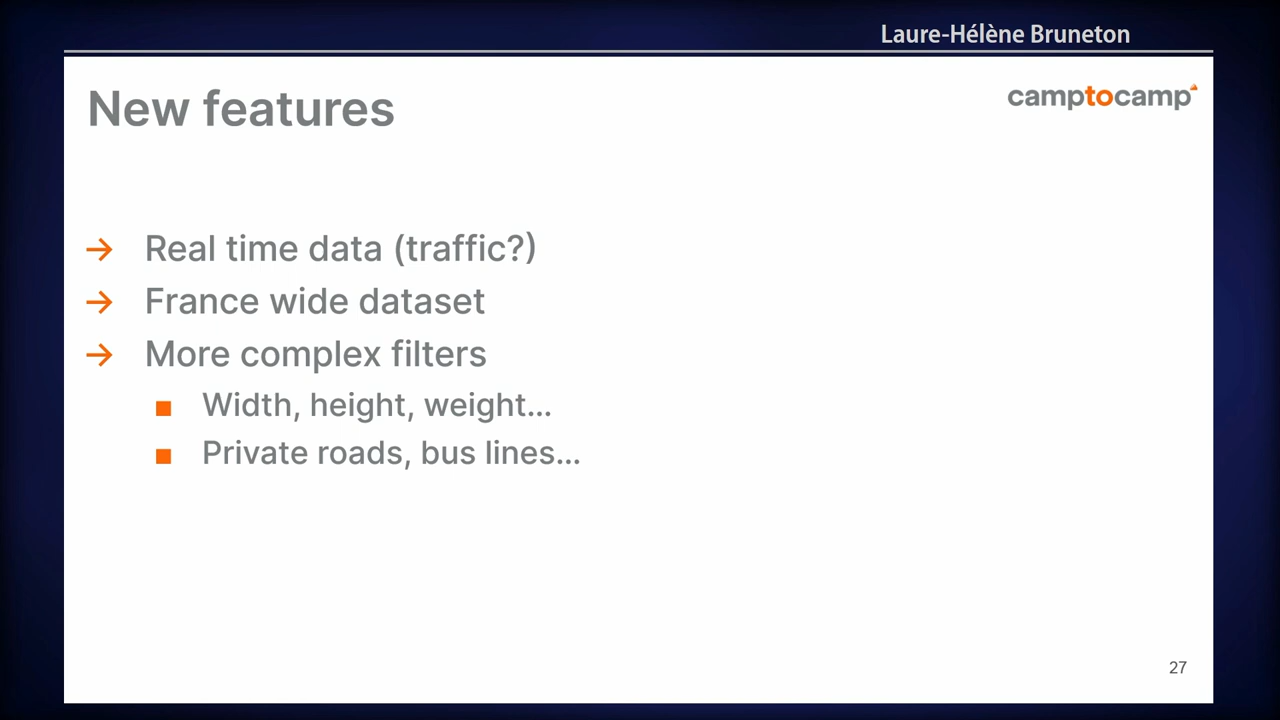 Laure-Hélène Bruneton
New features
camptocamp
→ Real time data (traffic?)
→ France wide dataset
→ More complex filters
■ Width, height, weight...
■ Private roads, bus lines...
27